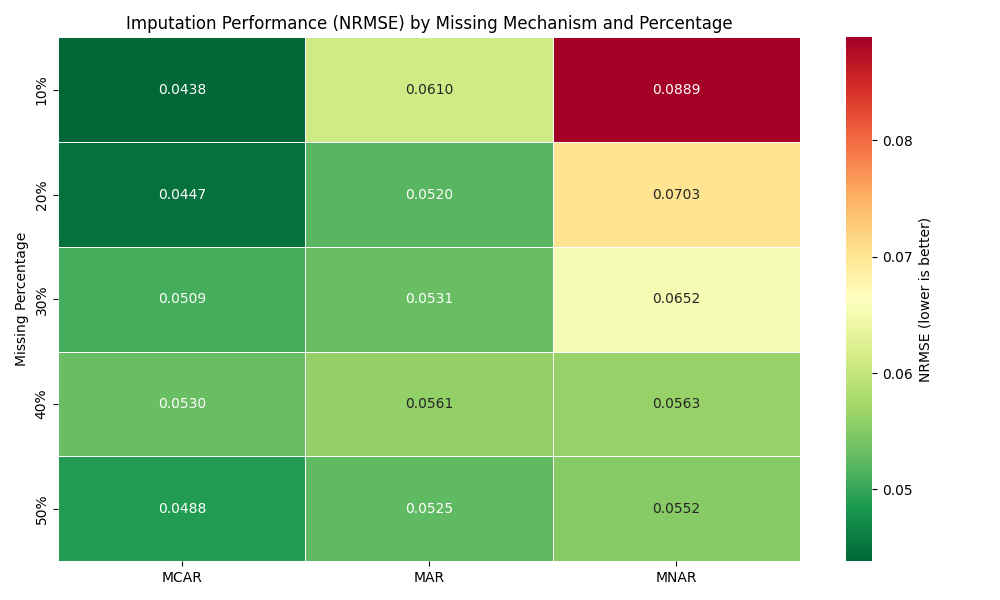 Imputation Performance (NRMSE) by Missing Mechanism and Percentage
Missing Percentage
10% 0.0438 0.0610 0.0889
20% 0.0447 0.0520 0.0703
30% 0.0509 0.0531 0.0652
40% 0.0530 0.0561 0.0563
50% 0.0488 0.0525 0.0552
MCAR MAR MNAR
0.08
0.07
0.06
0.05
NRMSE (lower is better)